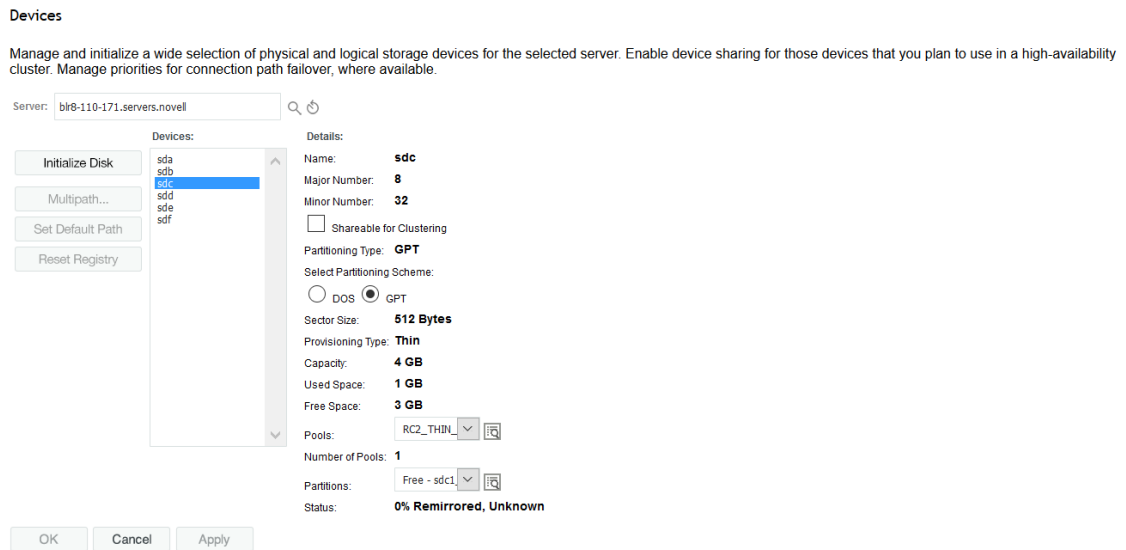 Devices
Manage and initialize a wide selection of physical and logical storage devices for the selected server. Enable device sharing for those devices that you plan to use in a high-availability
cluster. Manage priorities for connection path failover, where available.
Server: blr8-110-171.servers.novell
Devices:
Details:
Initialize Disk
Multipath...
Set Default Path
Reset Registry
sda
sdb
sdc
sdd
sde
sdf
Name: sdc
Major Number: 8
Minor Number: 32
Shareable for Clustering
Partitioning Type: GPT
Select Partitioning Scheme:
DOS GPT
Sector Size: 512 Bytes
Provisioning Type: Thin
Capacity: 4 GB
Used Space: 1 GB
Free Space: 3 GB
Pools: RC2_THIN_
Number of Pools: 1
Partitions: Free - sdc1_
Status: 0% Remirrored, Unknown
OK Cancel Apply